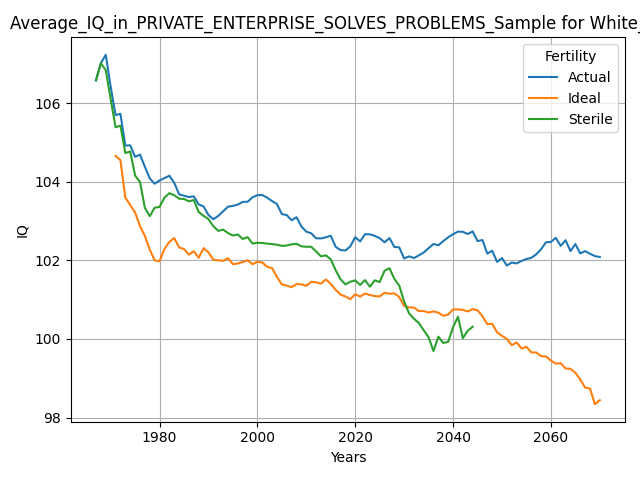 Average_IQ_in_PRIVATE_ENTERPRISE_SOLVES_PROBLEMS_Sample for White_
Fertility
Actual
Ideal
Sterile
106
104
102
100
98
IQ
1980
2000
2020
2040
2060
Years